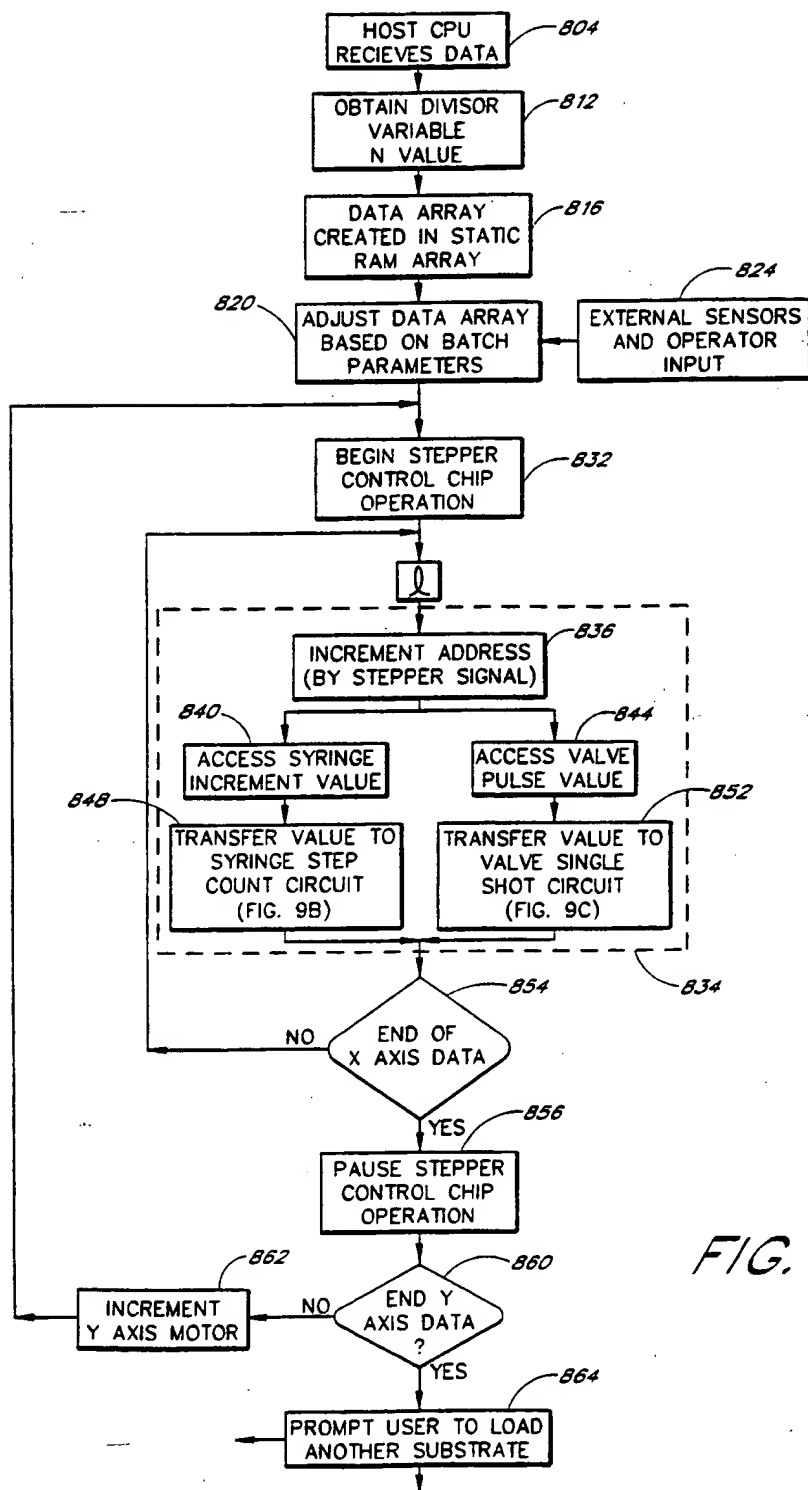 HOST CPU
RECIEVES DATA
804
OBTAIN DIVISOR
VARIABLE
N VALUE
812
DATA ARRAY
CREATED IN STATIC
RAM ARRAY
816
820
ADJUST DATA ARRAY
BASED ON BATCH
PARAMETERS
824
EXTERNAL SENSORS
AND OPERATOR
INPUT
BEGIN STEPPER
CONTROL CHIP
OPERATION
832
l
836
INCREMENT ADDRESS
(BY STEPPER SIGNAL)
840
ACCESS SYRINGE
INCREMENT VALUE
844
ACCESS VALVE
PULSE VALUE
848
TRANSFER VALUE TO
SYRINGE STEP
COUNT CIRCUIT
(FIG. 9B)
852
TRANSFER VALUE TO
VALVE SINGLE
SHOT CIRCUIT
(FIG. 9C)
834
854
END OF
X AXIS DATA
NO
YES
856
PAUSE STEPPER
CONTROL CHIP
OPERATION
FIG.
862
INCREMENT
Y AXIS MOTOR
NO
860
END Y
AXIS DATA
?
YES
864
PROMPT USER TO LOAD
ANOTHER SUBSTRATE